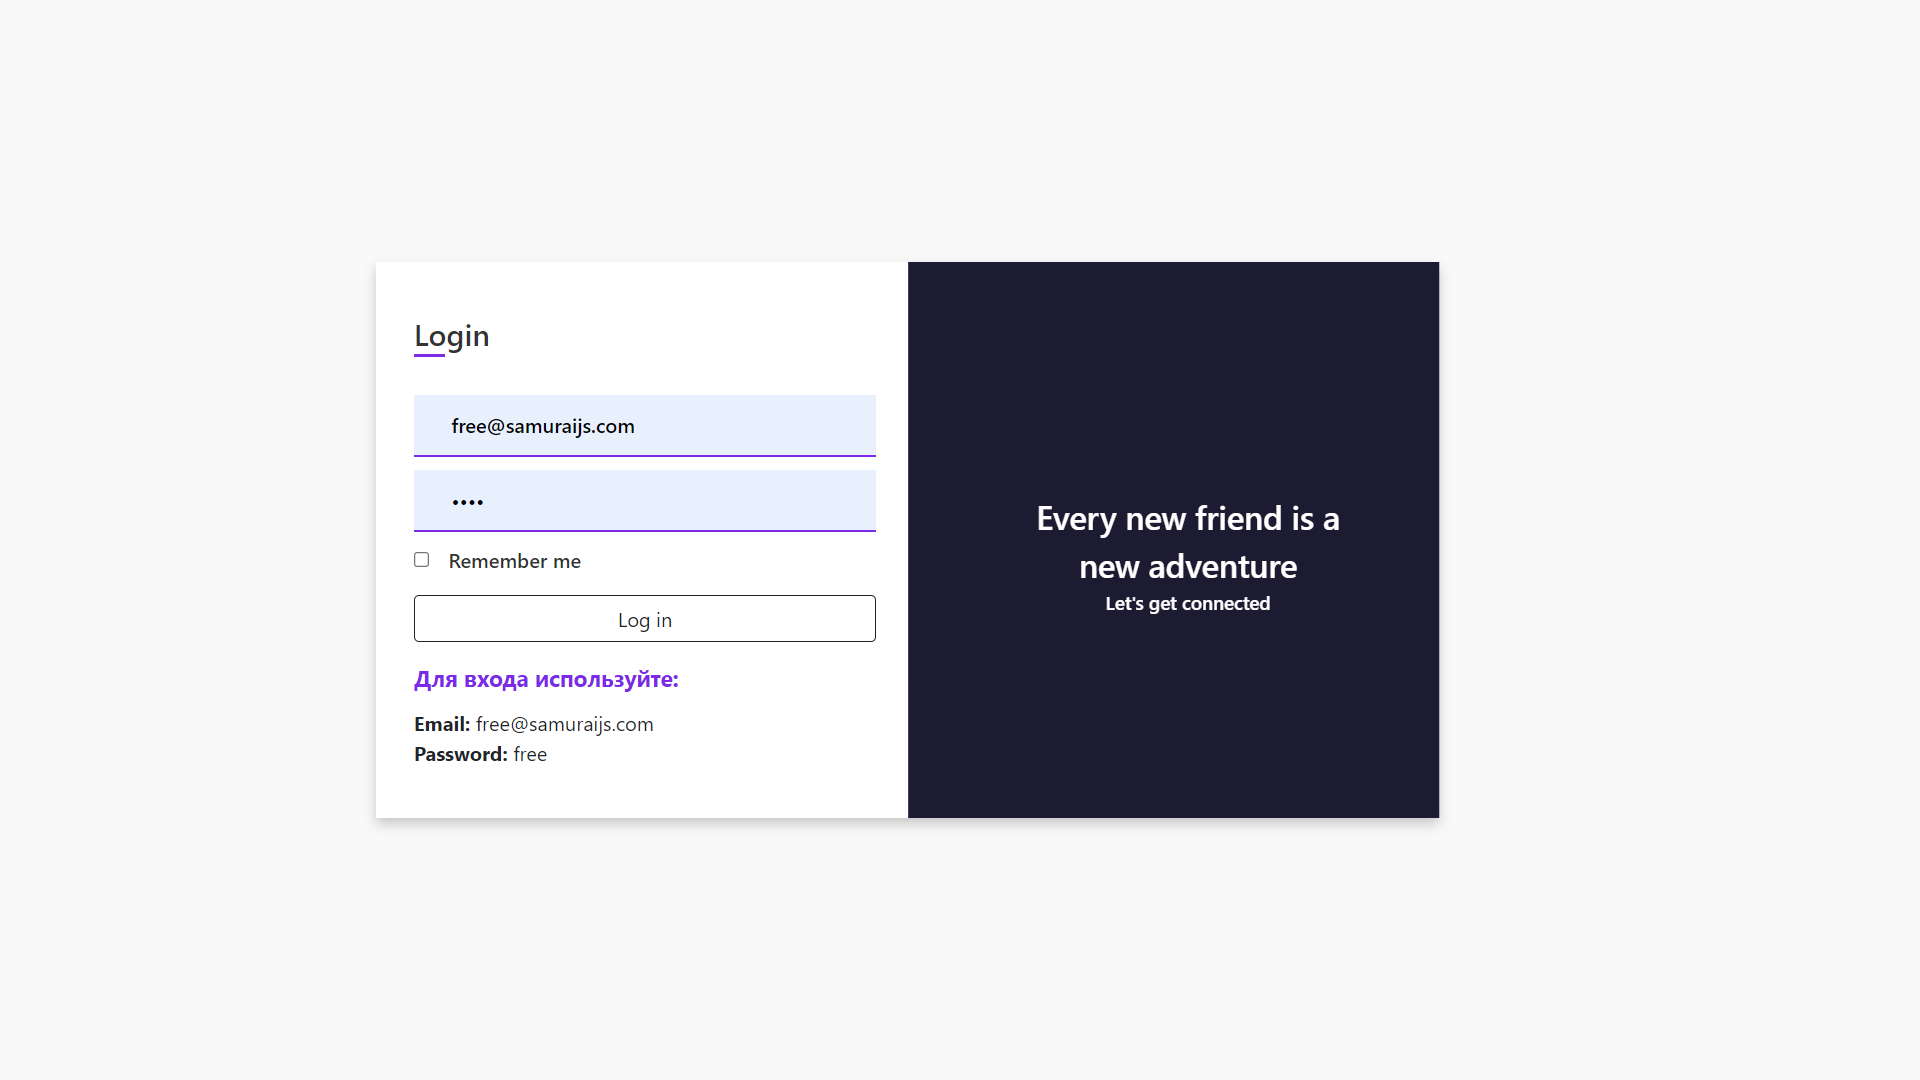 Login
free@samuraijs.com
••••
Remember me
Log in
Для входа используйте:
Email: free@samuraijs.com
Password: free
Every new friend is a
new adventure
Let's get connected